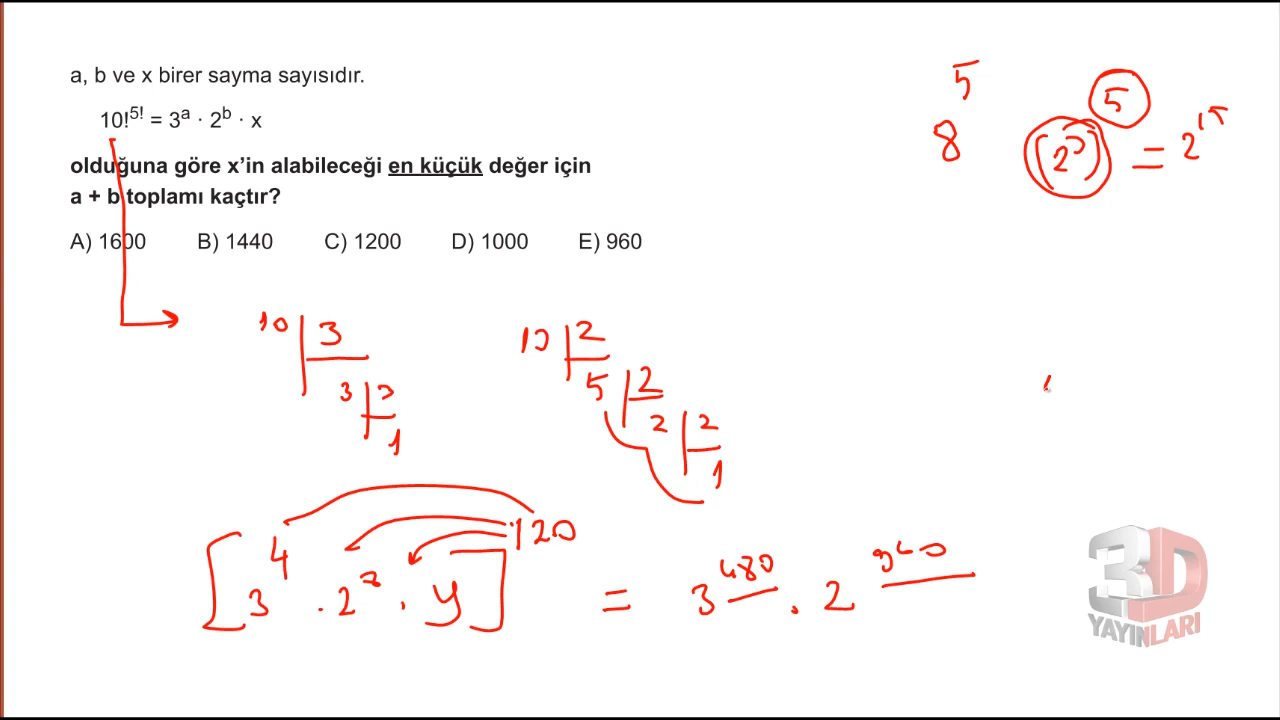 a, b ve x birer sayma sayısıdır.
10!^5! = 3^a · 2^b · x
olduğuna göre x'in alabileceği en küçük değer için
a + b toplamı kaçtır?
A) 1600 B) 1440 C) 1200 D) 1000 E) 960
8^5 (2^3)^5 = 2^15
10 | 3
3 | 3
1
10 | 2
5 | 2
2 | 2
1
[3^4 . 2^8 . y]^120 = 3^480 . 2^960
3D
YAYINLARI